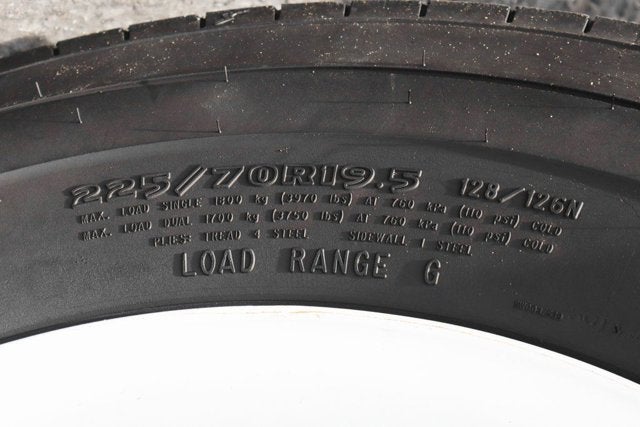 225/70R19.5 128/126N
MAX. LOAD SINGLE 1800 kg (3970 lbs) AT 760 kPa (110 psi) COLD
MAX. LOAD DUAL 1700 kg (3750 lbs) AT 760 kPa (110 psi) COLD
PLIES: TREAD 4 STEEL SIDEWALL 1 STEEL
LOAD RANGE G